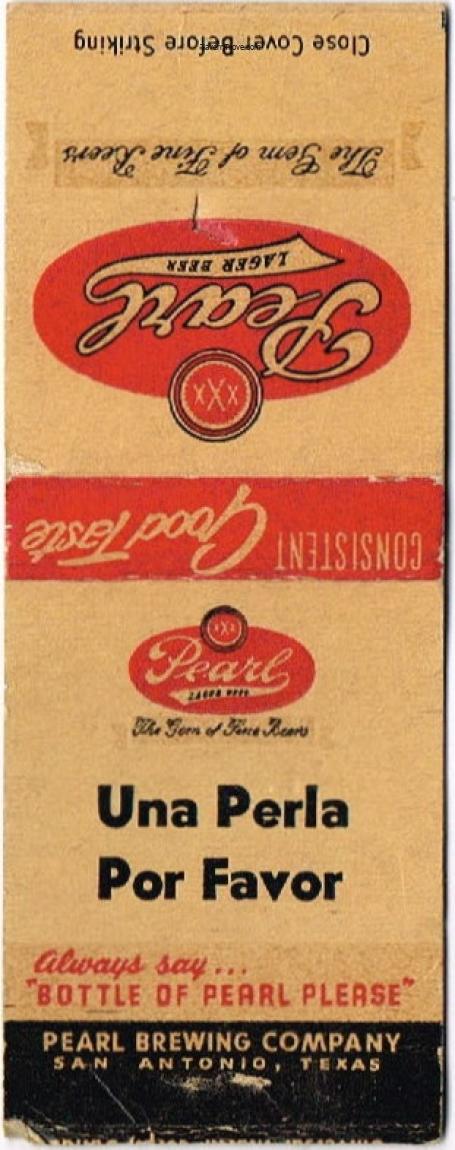 Close Cover Before Striking
The Gem of Fine Beers
LAGER BEER
Pearl
XXX
CONSISTENT Good Taste
XXX
Pearl
LAGER BEER
The Gem of Fine Beers
Una Perla
Por Favor
Always say...
"BOTTLE OF PEARL PLEASE"
PEARL BREWING COMPANY
SAN ANTONIO, TEXAS